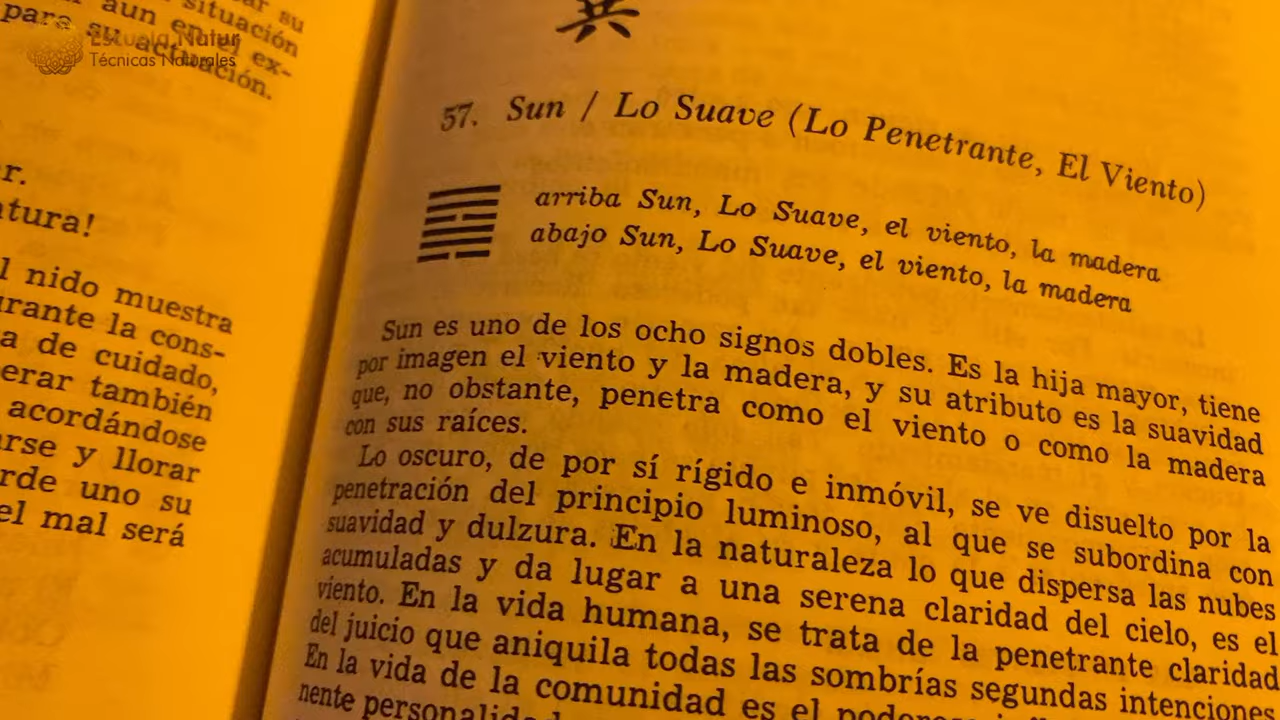 su
situación
para aun en el ex-
su actuación.
Escuela Natur
Técnicas Naturales
r.
tura!
l nido muestra
rante la cons-
a de cuidado,
erar también
acordándose
rse y llorar
rde uno su
el mal será
57. Sun / Lo Suave (Lo Penetrante, El Viento)
arriba Sun, Lo Suave, el viento, la madera
abajo Sun, Lo Suave, el viento, la madera
Sun es uno de los ocho signos dobles. Es la hija mayor, tiene
por imagen el viento y la madera, y su atributo es la suavidad
que, no obstante, penetra como el viento o como la madera
con sus raíces.
Lo oscuro, de por sí rígido e inmóvil, se ve disuelto por la
penetración del principio luminoso, al que se subordina con
suavidad y dulzura. En la naturaleza lo que dispersa las nubes
acumuladas y da lugar a una serena claridad del cielo, es el
viento. En la vida humana, se trata de la penetrante claridad
del juicio que aniquila todas las sombrías segundas intenciones
En la vida de la comunidad es el
nente